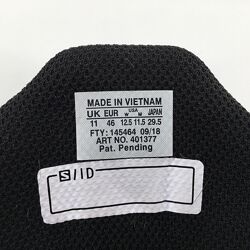 MADE IN VIETNAM
UK EUR USA M W JAPAN
11 46 12.5 11.5 29.5
FTY: 145464 09/18
ART NO. 401377
Pat. Pending
S/ID